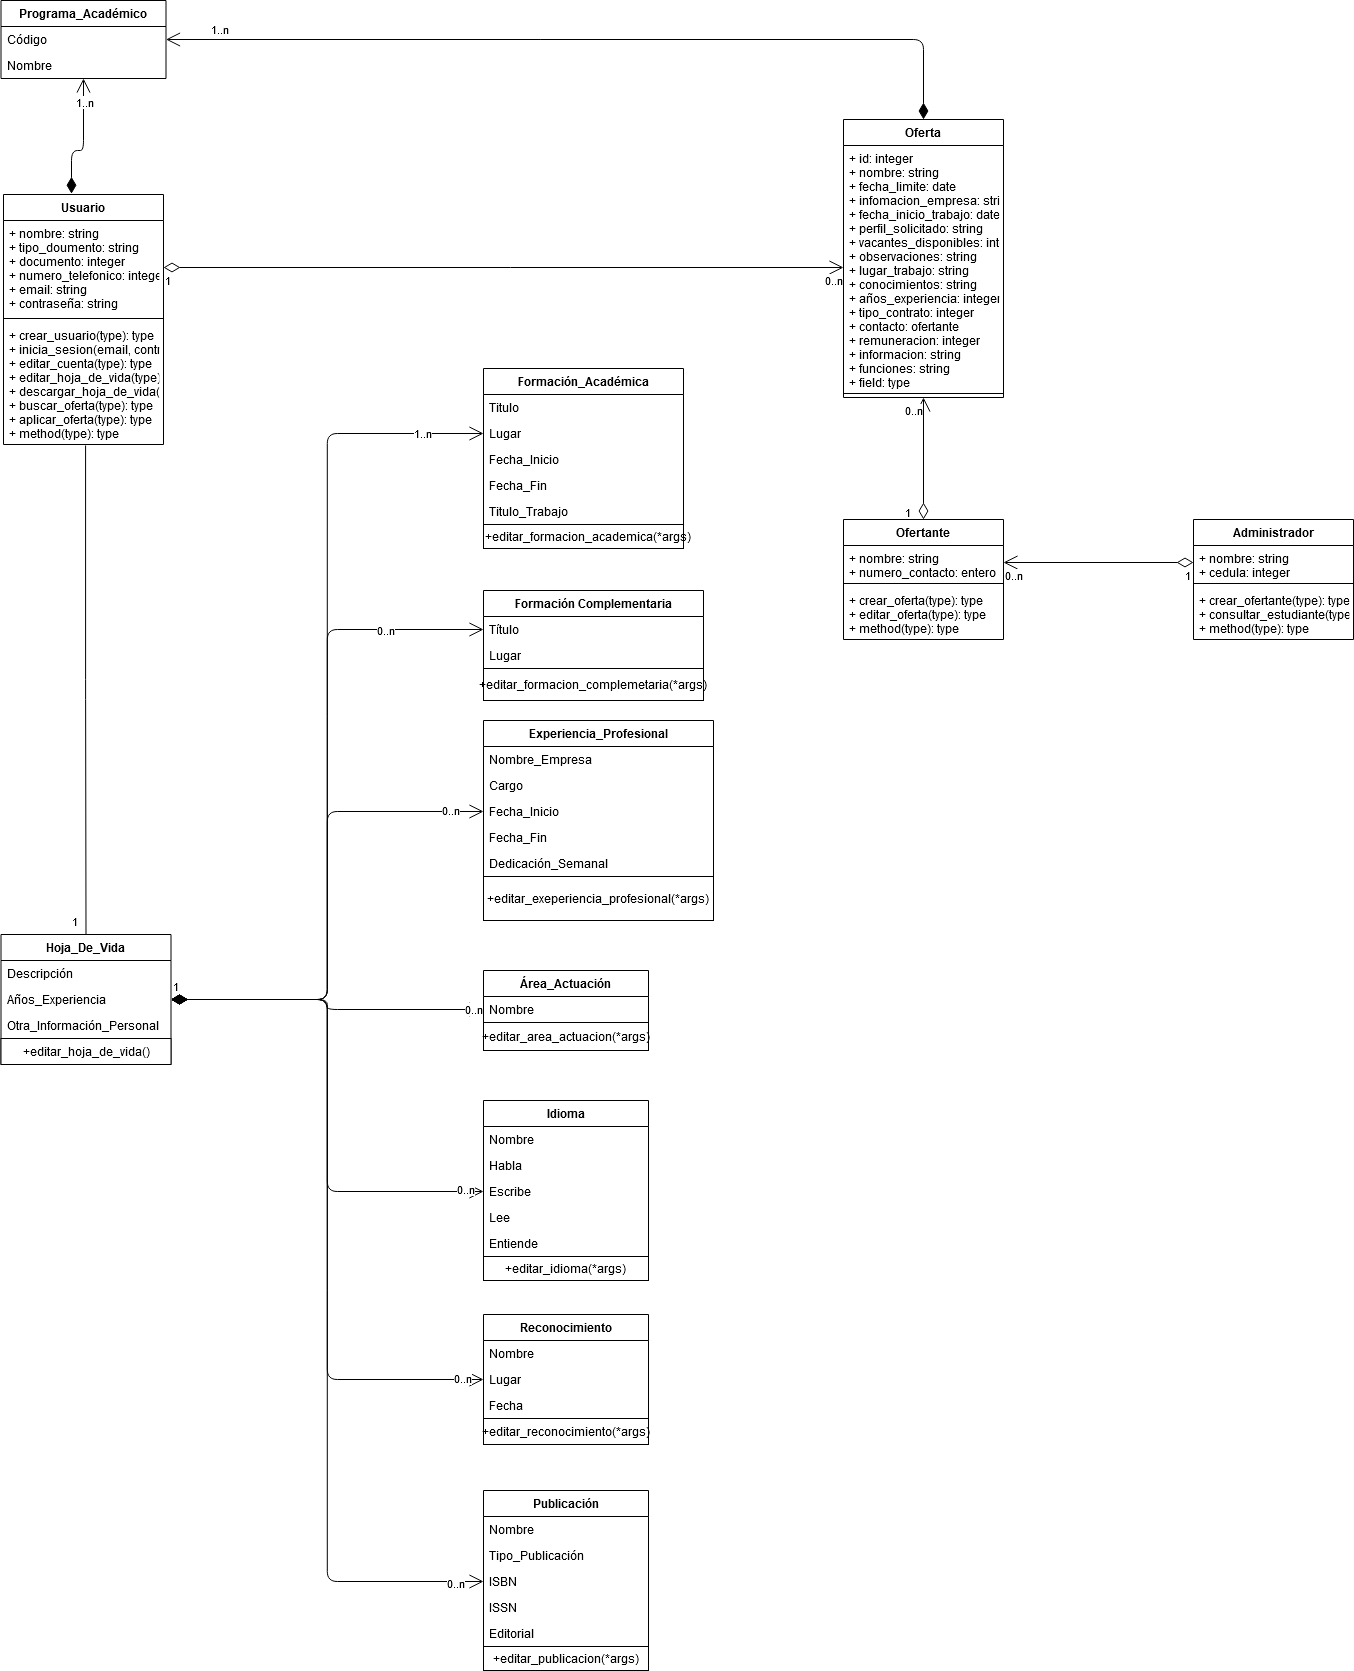 Programa_Académico
Código
Nombre
1..n
1..n
Usuario
+ nombre: string
+ tipo_doumento: string
+ documento: integer
+ numero_telefonico: intege
+ email: string
+ contraseña: string
+ crear_usuario(type): type
+ inicia_sesion(email, contr
+ editar_cuenta(type): type
+ editar_hoja_de_vida(type)
+ descargar_hoja_de_vida(
+ buscar_oferta(type): type
+ aplicar_oferta(type): type
+ method(type): type
1
0..n
Oferta
+ id: integer
+ nombre: string
+ fecha_limite: date
+ infomacion_empresa: stri
+ fecha_inicio_trabajo: date
+ perfil_solicitado: string
+ vacantes_disponibles: int
+ observaciones: string
+ lugar_trabajo: string
+ conocimientos: string
+ años_experiencia: integer
+ tipo_contrato: integer
+ contacto: ofertante
+ remuneracion: integer
+ informacion: string
+ funciones: string
+ field: type
0..n
1
Ofertante
+ nombre: string
+ numero_contacto: entero
+ crear_oferta(type): type
+ editar_oferta(type): type
+ method(type): type
0..n
1
Administrador
+ nombre: string
+ cedula: integer
+ crear_ofertante(type): type
+ consultar_estudiante(type
+ method(type): type
Formación_Académica
Titulo
Lugar
Fecha_Inicio
Fecha_Fin
Titulo_Trabajo
+editar_formacion_academica(*args)
1..n
Formación Complementaria
Título
Lugar
+editar_formacion_complemetaria(*args)
0..n
Experiencia_Profesional
Nombre_Empresa
Cargo
Fecha_Inicio
Fecha_Fin
Dedicación_Semanal
+editar_exeperiencia_profesional(*args)
0..n
1
Hoja_De_Vida
Descripción
Años_Experiencia
Otra_Información_Personal
+editar_hoja_de_vida()
1
Área_Actuación
Nombre
+editar_area_actuacion(*args)
0..n
Idioma
Nombre
Habla
Escribe
Lee
Entiende
+editar_idioma(*args)
0..n
Reconocimiento
Nombre
Lugar
Fecha
+editar_reconocimiento(*args)
0..n
Publicación
Nombre
Tipo_Publicación
ISBN
ISSN
Editorial
+editar_publicacion(*args)
0..n